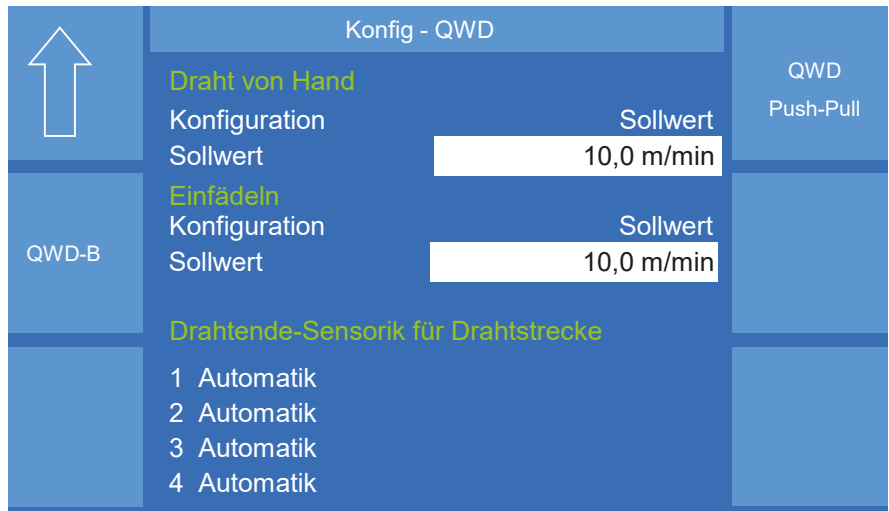 Konfig - QWD
QWD
Push-Pull
Draht von Hand
Konfiguration Sollwert
Sollwert 10,0 m/min
Einfädeln
Konfiguration Sollwert
Sollwert 10,0 m/min
QWD-B
Drahtende-Sensorik für Drahtstrecke
1 Automatik
2 Automatik
3 Automatik
4 Automatik